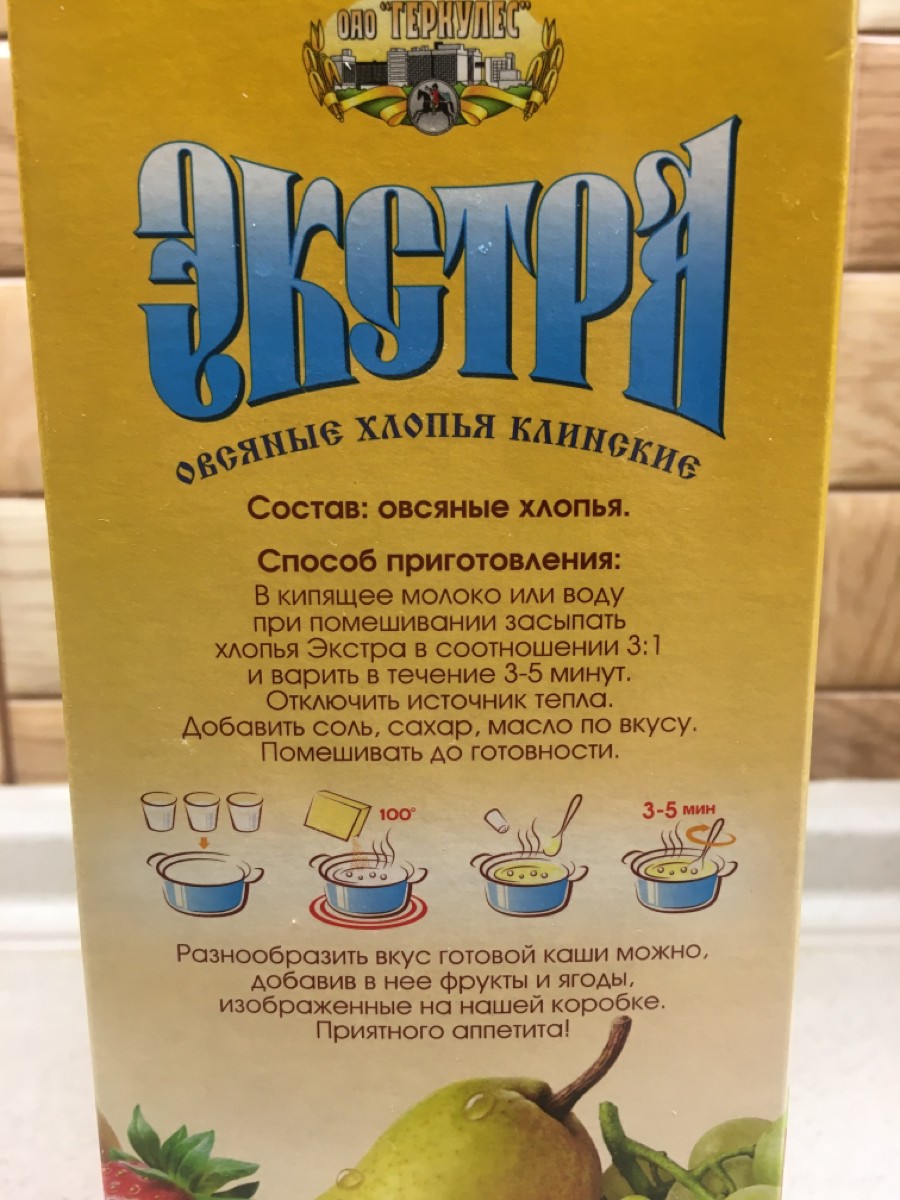 ОАО "ГЕРКУЛЕС"
ЭКСТРА
ОВСЯНЫЕ ХЛОПЬЯ КЛИНСКИЕ
Состав: овсяные хлопья.
Способ приготовления:
В кипящее молоко или воду
при помешивании засыпать
хлопья Экстра в соотношении 3:1
и варить в течение 3-5 минут.
Отключить источник тепла.
Добавить соль, сахар, масло по вкусу.
Помешивать до готовности.
100°
3-5 мин
Разнообразить вкус готовой каши можно,
добавив в нее фрукты и ягоды,
изображенные на нашей коробке.
Приятного аппетита!